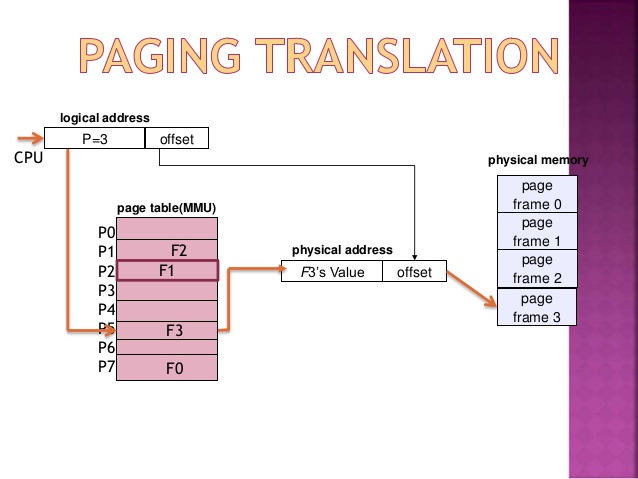 PAGING TRANSLATION
logical address
P=3 offset
CPU
physical memory
page table(MMU)
P0
P1 F2
P2 F1
P3
P4
P5 F3
P6
P7 F0
physical address
F3's Value offset
page
frame 0
page
frame 1
page
frame 2
page
frame 3